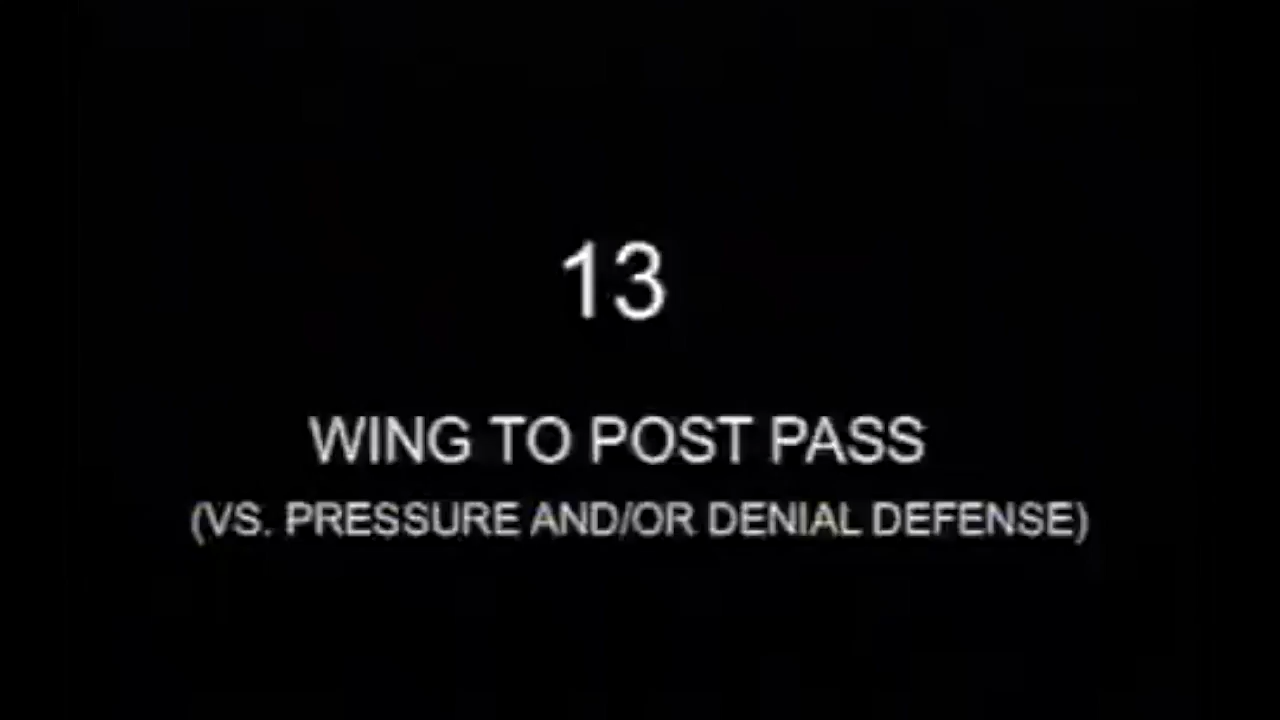 13
WING TO POST PASS
(VS. PRESSURE AND/OR DENIAL DEFENSE)